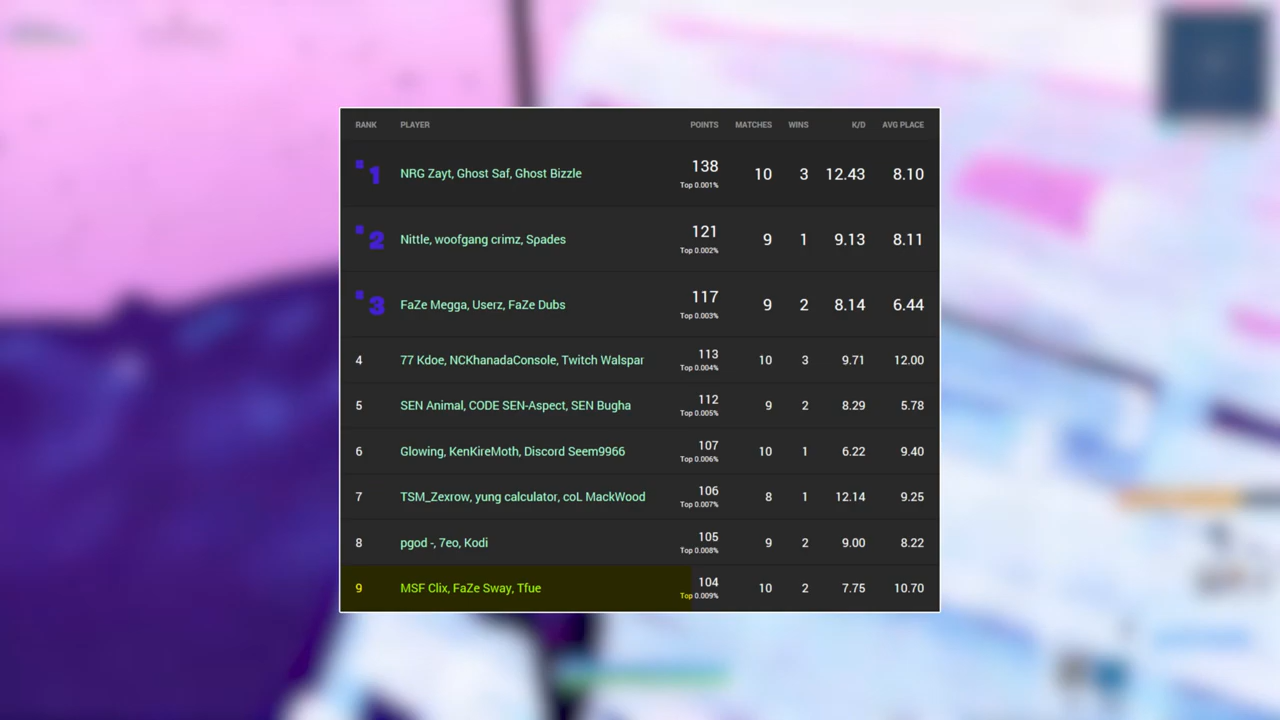 RANK PLAYER POINTS MATCHES WINS K/D AVG PLACE
1 NRG Zayt, Ghost Saf, Ghost Bizzle 138 10 3 12.43 8.10
Top 0.001%
2 Nittle, woofgang crimz, Spades 121 9 1 9.13 8.11
Top 0.002%
3 FaZe Megga, Userz, FaZe Dubs 117 9 2 8.14 6.44
Top 0.003%
4 77 Kdoe, NCKhanadaConsole, Twitch Walspar 113 10 3 9.71 12.00
Top 0.004%
5 SEN Animal, CODE SEN-Aspect, SEN Bugha 112 9 2 8.29 5.78
Top 0.005%
6 Glowing, KenKireMoth, Discord Seem9966 107 10 1 6.22 9.40
Top 0.006%
7 TSM_Zexrow, yung calculator, coL MackWood 106 8 1 12.14 9.25
Top 0.007%
8 pgod -, 7eo, Kodi 105 9 2 9.00 8.22
Top 0.008%
9 MSF Clix, FaZe Sway, Tfue 104 10 2 7.75 10.70
Top 0.009%